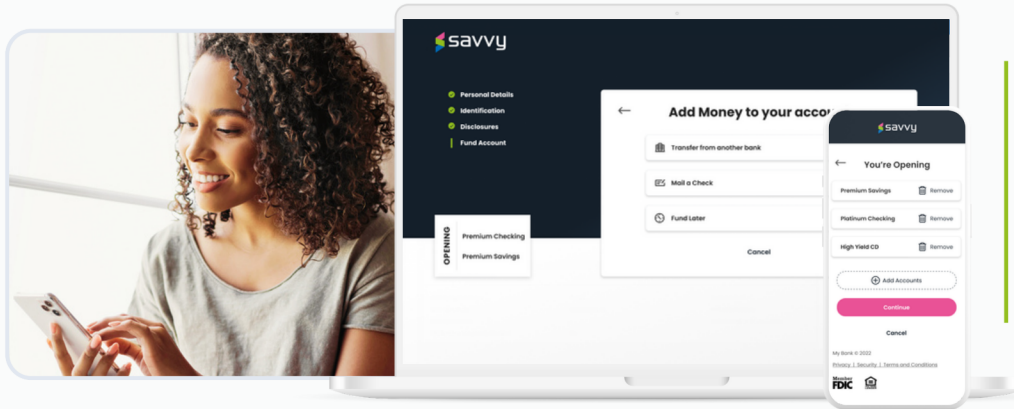 savvy
Personal Details
Identification
Disclosures
Fund Account
OPENING
Premium Checking
Premium Savings
Add Money to your accou
Transfer from another bank
Mail a Check
Fund Later
Cancel
savvy
You're Opening
Premium Savings Remove
Platinum Checking Remove
High Yield CD Remove
Add Accounts
Continue
Cancel
My Bank © 2022
Privacy | Security | Terms and Conditions
Member
FDIC